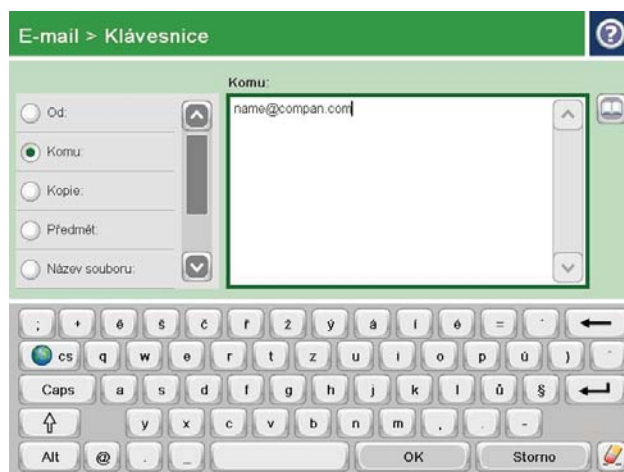 E-mail > Klávesnice
?
Komu:
Od:
name@compan.com
Komu:
Kopie:
Předmět:
Název souboru:
; + ě š č ř ž ý á í é = ´
cs q w e r t z u i o p ú )
Caps a s d f g h j k l ů §
y x c v b n m , . -
Alt @ . _ OK Storno